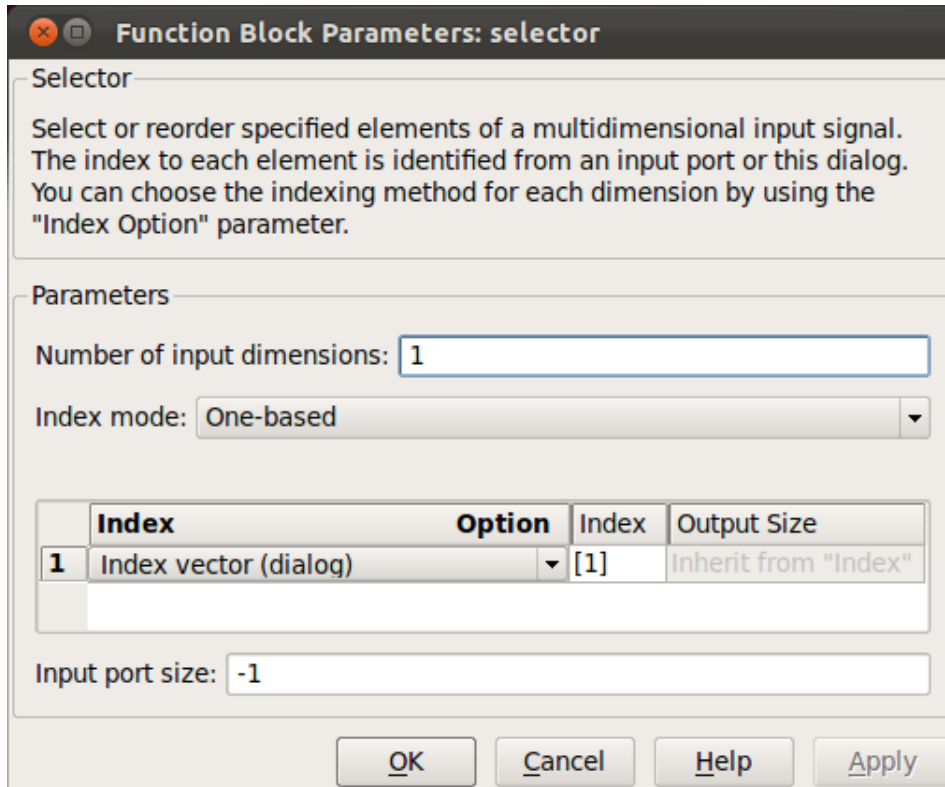 Function Block Parameters: selector
Selector
Select or reorder specified elements of a multidimensional input signal.
The index to each element is identified from an input port or this dialog.
You can choose the indexing method for each dimension by using the
"Index Option" parameter.
Parameters
Number of input dimensions: 1
Index mode: One-based
Index Option Index Output Size
1 Index vector (dialog) [1] Inherit from "Index"
Input port size: -1
OK Cancel Help Apply